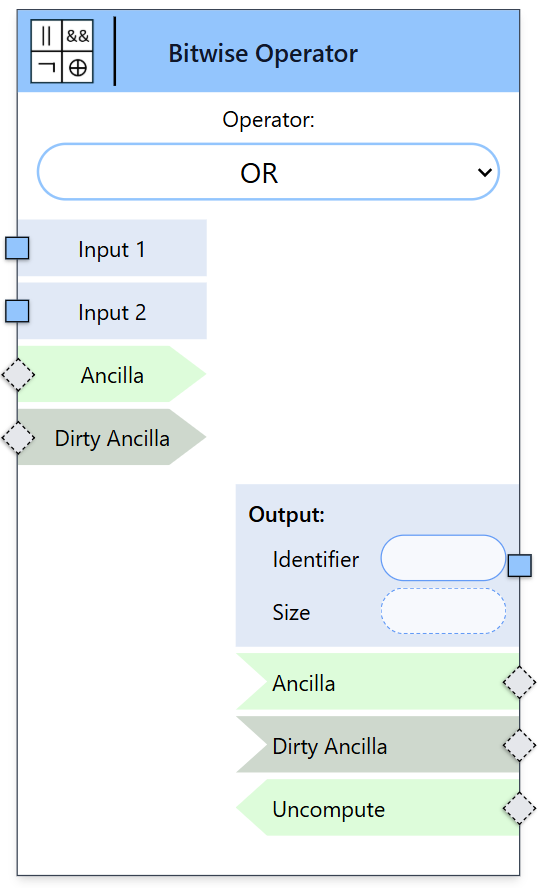 || &&
¬ ⊕
Bitwise Operator
Operator:
OR
Input 1
Input 2
Ancilla
Dirty Ancilla
Output:
Identifier
Size
Ancilla
Dirty Ancilla
Uncompute